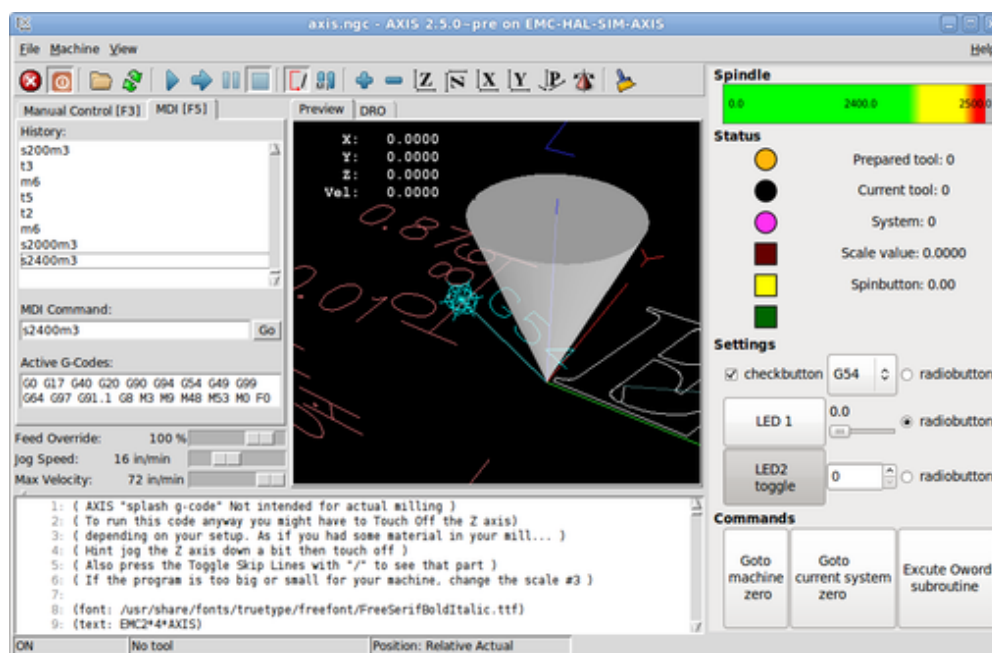 axis.ngc - AXIS 2.5.0~pre on EMC-HAL-SIM-AXIS
File Machine View Help
Z N X Y P
Manual Control [F3] MDI [F5]
History:
s200m3
t3
m6
t5
t2
m6
s2000m3
s2400m3
MDI Command:
s2400m3 Go
Active G-Codes:
G0 G17 G40 G20 G90 G94 G54 G49 G99
G64 G97 G91.1 G8 M3 M9 M48 M53 M0 F0
Feed Override: 100 %
Jog Speed: 16 in/min
Max Velocity: 72 in/min
Preview DRO
X: 0.0000
Y: 0.0000
Z: 0.0000
Vel: 0.0000
G54
Spindle
0.0 2400.0 2500.0
Status
Prepared tool: 0
Current tool: 0
System: 0
Scale value: 0.0000
Spinbutton: 0.00
Settings
checkbutton G54 radiobutton
LED 1 0.0 radiobutton
LED2 toggle 0 radiobutton
Commands
Goto machine zero
Goto current system zero
Excute Oword subroutine
1: ( AXIS "splash g-code" Not intended for actual milling )
2: ( To run this code anyway you might have to Touch Off the Z axis)
3: ( depending on your setup. As if you had some material in your mill... )
4: ( Hint jog the Z axis down a bit then touch off )
5: ( Also press the Toggle Skip Lines with "/" to see that part )
6: ( If the program is too big or small for your machine, change the scale #3 )
7:
8: (font: /usr/share/fonts/truetype/freefont/FreeSerifBoldItalic.ttf)
9: (text: EMC2*4*AXIS)
ON No tool Position: Relative Actual